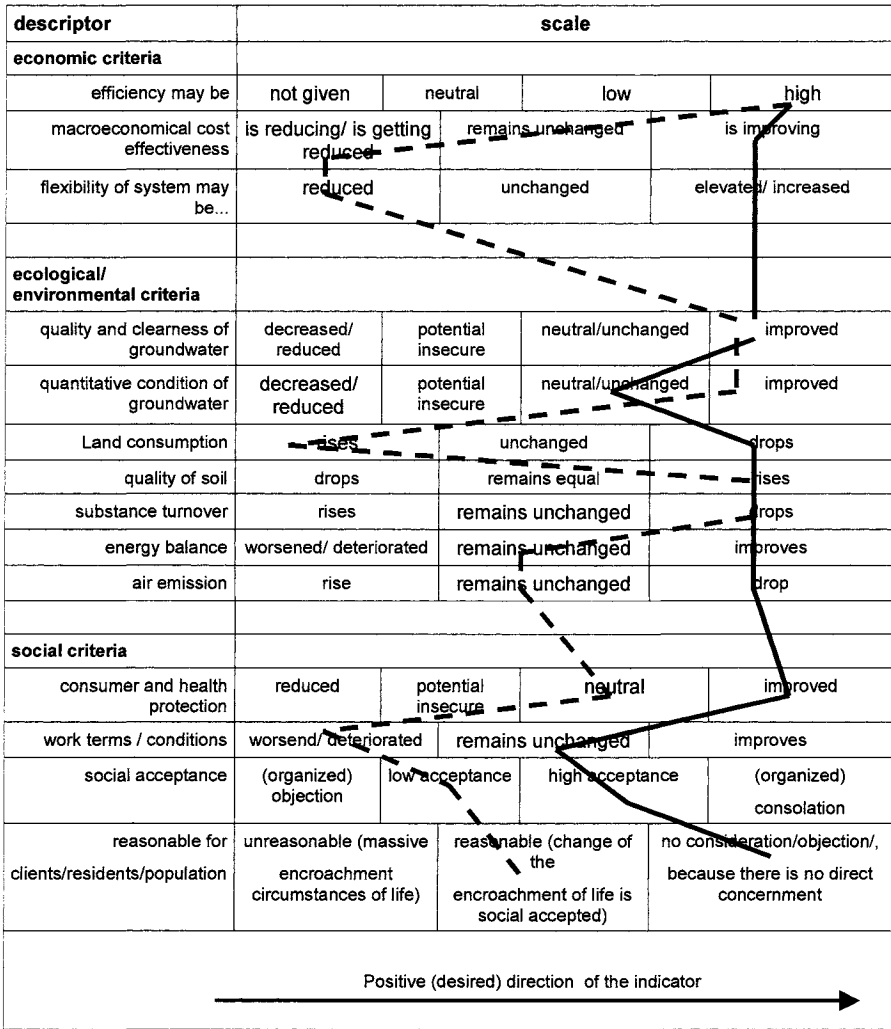 descriptor scale
economic criteria
efficiency may be not given neutral low high
macroeconomical cost is reducing/ is getting remains unchanged is improving
effectiveness reduced
flexibility of system may reduced unchanged elevated/ increased
be...
ecological/
environmental criteria
quality and clearness of decreased/ potential neutral/unchanged improved
groundwater reduced insecure
quantitative condition of decreased/ potential neutral/unchanged improved
groundwater reduced insecure
Land consumption rises unchanged drops
quality of soil drops remains equal rises
substance turnover rises remains unchanged drops
energy balance worsened/ deteriorated remains unchanged improves
air emission rise remains unchanged drop
social criteria
consumer and health reduced potential neutral improved
protection insecure
work terms / conditions worsend/ deteriorated remains unchanged improves
social acceptance (organized) low acceptance high acceptance (organized)
objection consolation
reasonable for unreasonable (massive reasonable (change of no consideration/objection/,
the
clients/residents/population encroachment because there is no direct
circumstances of life) encroachment of life is concernment
social accepted)
Positive (desired) direction of the indicator